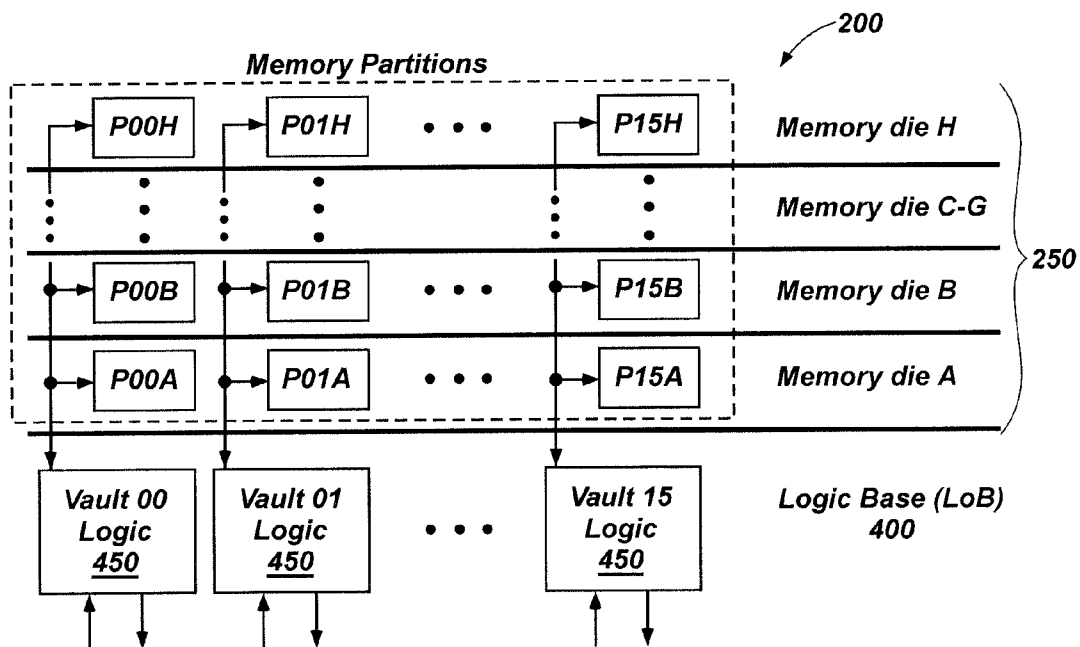 200
Memory Partitions
P00H P01H P15H Memory die H
Memory die C-G
250
P00B P01B P15B Memory die B
P00A P01A P15A Memory die A
Vault 00 Vault 01 Vault 15 Logic Base (LoB)
Logic Logic Logic 400
450 450 450